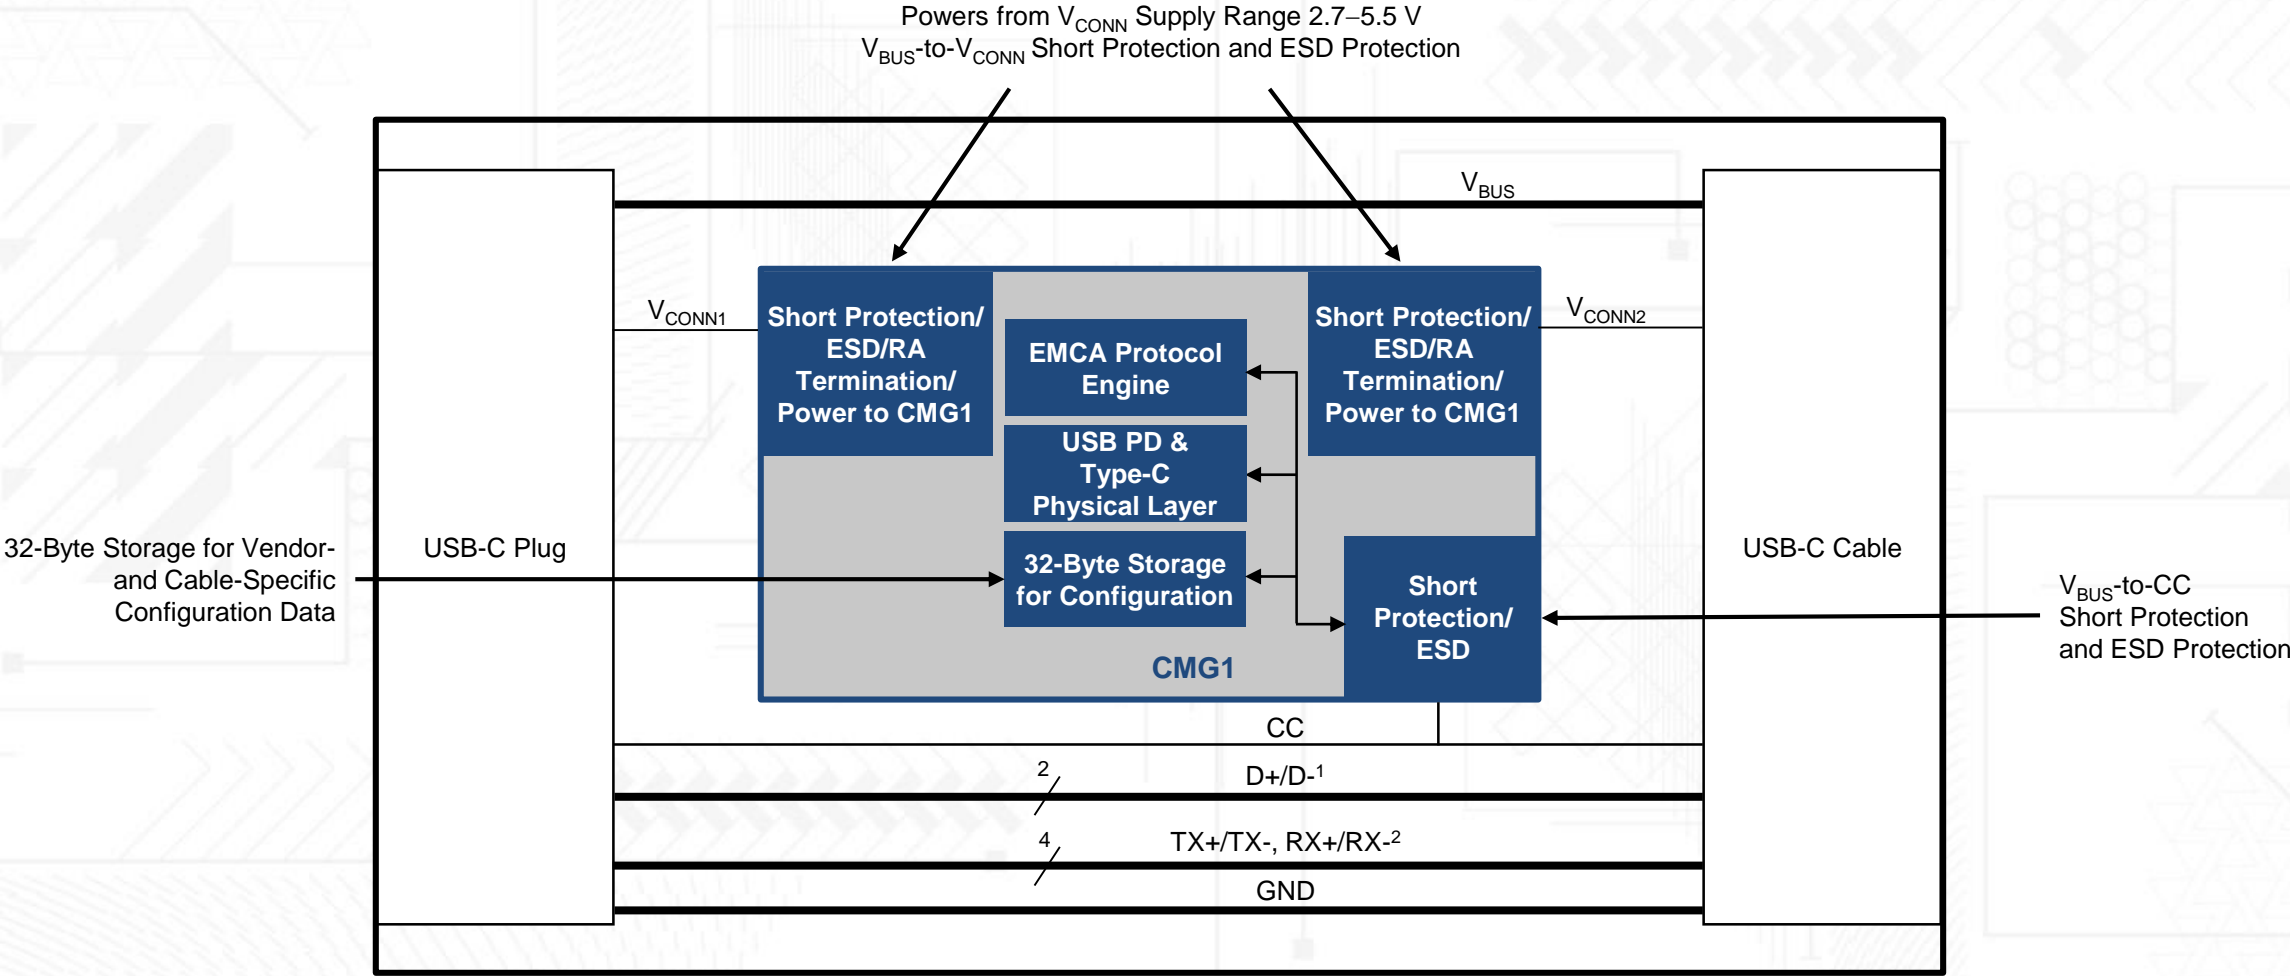 Powers from VCONN Supply Range 2.7–5.5 V
VBUS-to-VCONN Short Protection and ESD Protection
VBUS
VCONN1
Short Protection/
ESD/RA
Termination/
Power to CMG1
EMCA Protocol
Engine
Short Protection/
ESD/RA
Termination/
Power to CMG1
VCONN2
USB PD &
Type-C
Physical Layer
32-Byte Storage for Vendor-
and Cable-Specific
Configuration Data
USB-C Plug
32-Byte Storage
for Configuration
Short
Protection/
ESD
USB-C Cable
VBUS-to-CC
Short Protection
and ESD Protection
CMG1
CC
2
D+/D-1
4
TX+/TX-, RX+/RX-2
GND